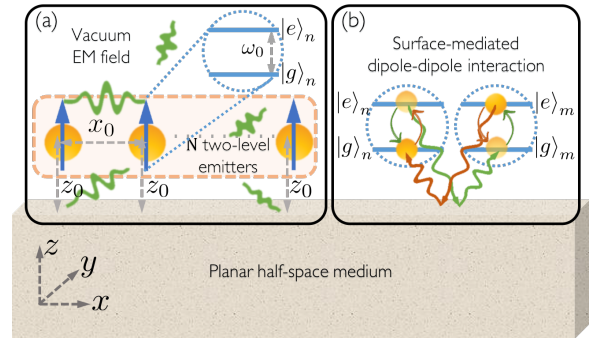 (a)
Vacuum
EM field
|e⟩ₙ
ω₀
|g⟩ₙ
x₀
N two-level
emitters
z₀
z₀
z₀
(b)
Surface-mediated
dipole-dipole interaction
|e⟩ₙ
|e⟩ₘ
|g⟩ₙ
|g⟩ₘ
z
y
x
Planar half-space medium